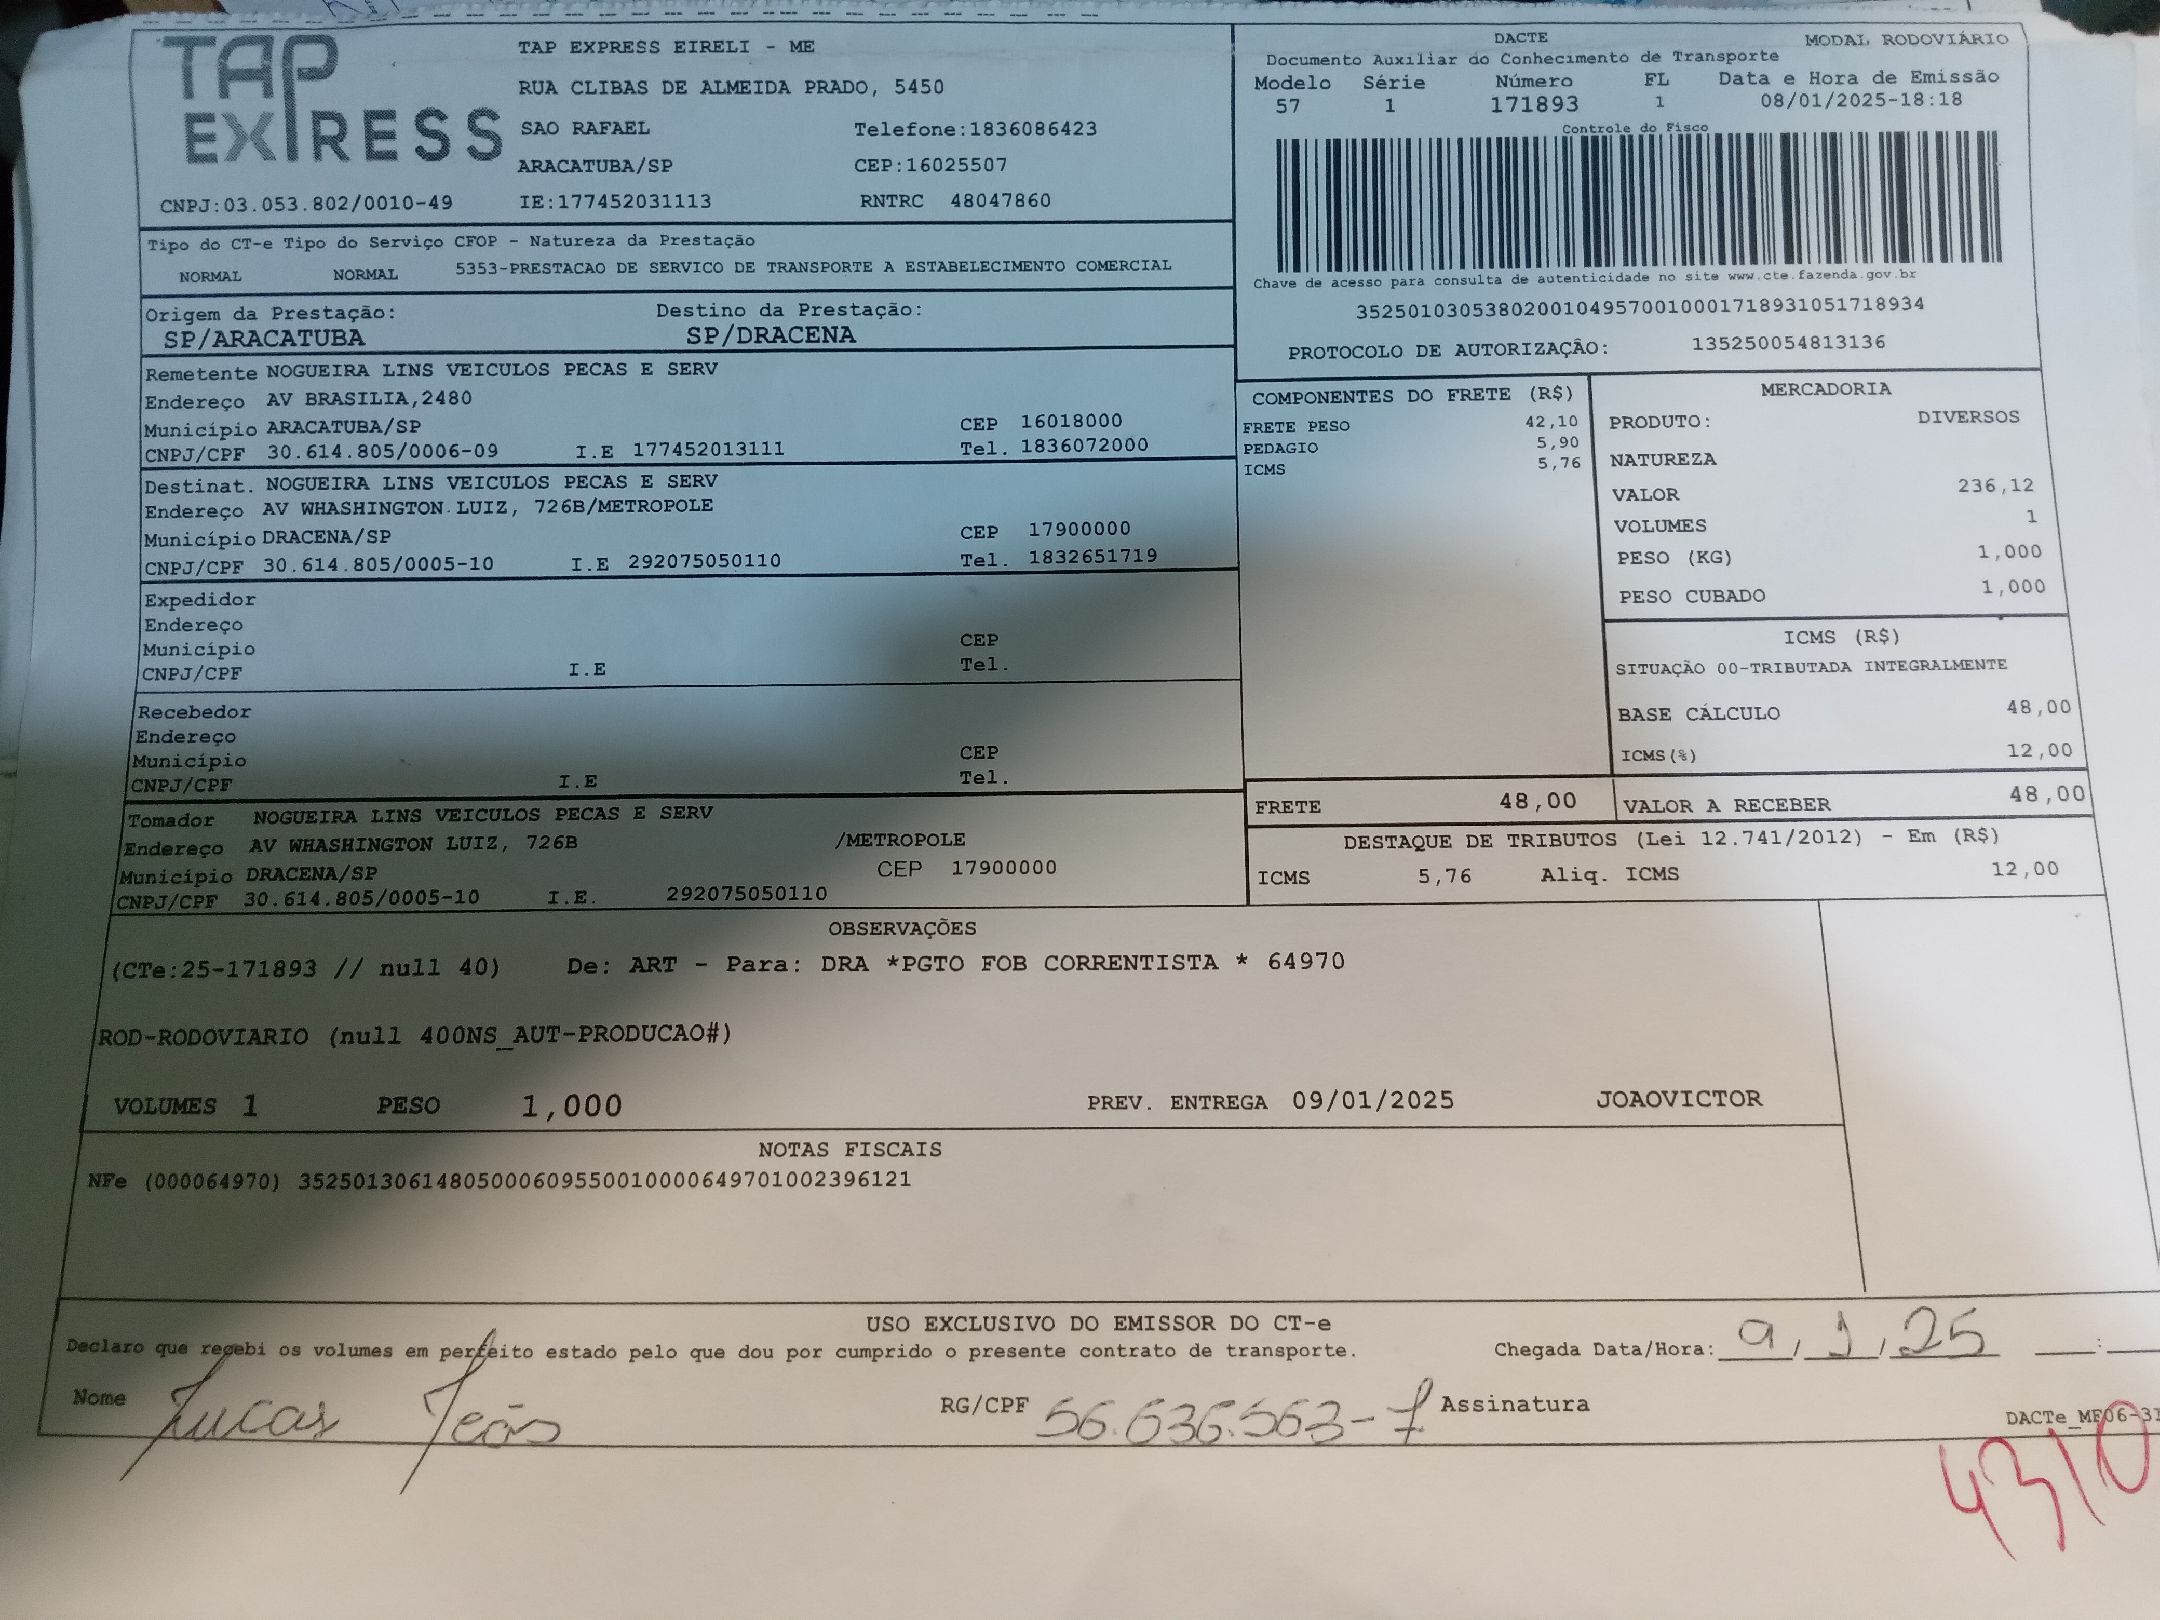 TAP EXPRESS
TAP EXPRESS EIRELI - ME
RUA CLIBAS DE ALMEIDA PRADO, 5450
SAO RAFAEL Telefone:1836086423
ARACATUBA/SP CEP:16025507
CNPJ:03.053.802/0010-49 IE:177452031113 RNTRC 48047860
DACTE MODAL RODOVIÁRIO
Documento Auxiliar do Conhecimento de Transporte
Modelo Série Número FL Data e Hora de Emissão
57 1 171893 1 08/01/2025-18:18
Controle do Fisco
Chave de acesso para consulta de autenticidade no site www.cte.fazenda.gov.br
35250103053802001049570010001718931051718934
PROTOCOLO DE AUTORIZAÇÃO: 135250054813136
Tipo do CT-e Tipo do Serviço CFOP - Natureza da Prestação
NORMAL NORMAL 5353-PRESTACAO DE SERVICO DE TRANSPORTE A ESTABELECIMENTO COMERCIAL
Origem da Prestação: Destino da Prestação:
SP/ARACATUBA SP/DRACENA
Remetente NOGUEIRA LINS VEICULOS PECAS E SERV
Endereço AV BRASILIA,2480
Município ARACATUBA/SP CEP 16018000
CNPJ/CPF 30.614.805/0006-09 I.E 177452013111 Tel. 1836072000
Destinat. NOGUEIRA LINS VEICULOS PECAS E SERV
Endereço AV WHASHINGTON LUIZ, 726B/METROPOLE
Município DRACENA/SP CEP 17900000
CNPJ/CPF 30.614.805/0005-10 I.E 292075050110 Tel. 1832651719
Expedidor
Endereço
Município CEP
CNPJ/CPF I.E Tel.
Recebedor
Endereço
Município CEP
CNPJ/CPF I.E Tel.
Tomador NOGUEIRA LINS VEICULOS PECAS E SERV
Endereço AV WHASHINGTON LUIZ, 726B /METROPOLE
Município DRACENA/SP CEP 17900000
CNPJ/CPF 30.614.805/0005-10 I.E. 292075050110
COMPONENTES DO FRETE (R$)
FRETE PESO 42,10
PEDAGIO 5,90
ICMS 5,76
MERCADORIA
PRODUTO: DIVERSOS
NATUREZA
VALOR 236,12
VOLUMES 1
PESO (KG) 1,000
PESO CUBADO 1,000
ICMS (R$)
SITUAÇÃO 00-TRIBUTADA INTEGRALMENTE
BASE CÁLCULO 48,00
ICMS(%) 12,00
FRETE 48,00 VALOR A RECEBER 48,00
DESTAQUE DE TRIBUTOS (Lei 12.741/2012) - Em (R$)
ICMS 5,76 Aliq. ICMS 12,00
OBSERVAÇÕES
(CTe:25-171893 // null 40) De: ART - Para: DRA *PGTO FOB CORRENTISTA * 64970
ROD-RODOVIARIO (null 400NS_AUT-PRODUCAO#)
VOLUMES 1 PESO 1,000 PREV. ENTREGA 09/01/2025 JOAOVICTOR
NOTAS FISCAIS
NFe (000064970) 35250130614805000609550010000649701002396121
USO EXCLUSIVO DO EMISSOR DO CT-e
Declaro que recebi os volumes em perfeito estado pelo que dou por cumprido o presente contrato de transporte. Chegada Data/Hora: 9/1/25 :
Nome Lucas RG/CPF 56.636.563-7 Assinatura
4310